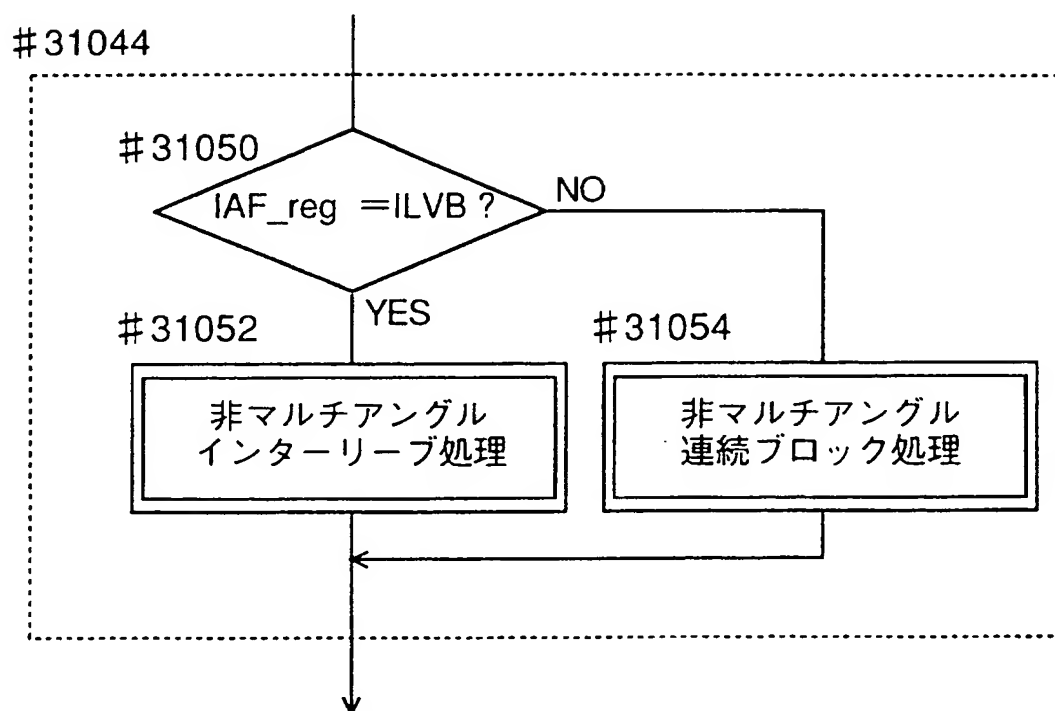 #31044
#31050
IAF_reg =ILVB ?
NO
YES
#31052
#31054
非マルチアングル
インターリーブ処理
非マルチアングル
連続ブロック処理